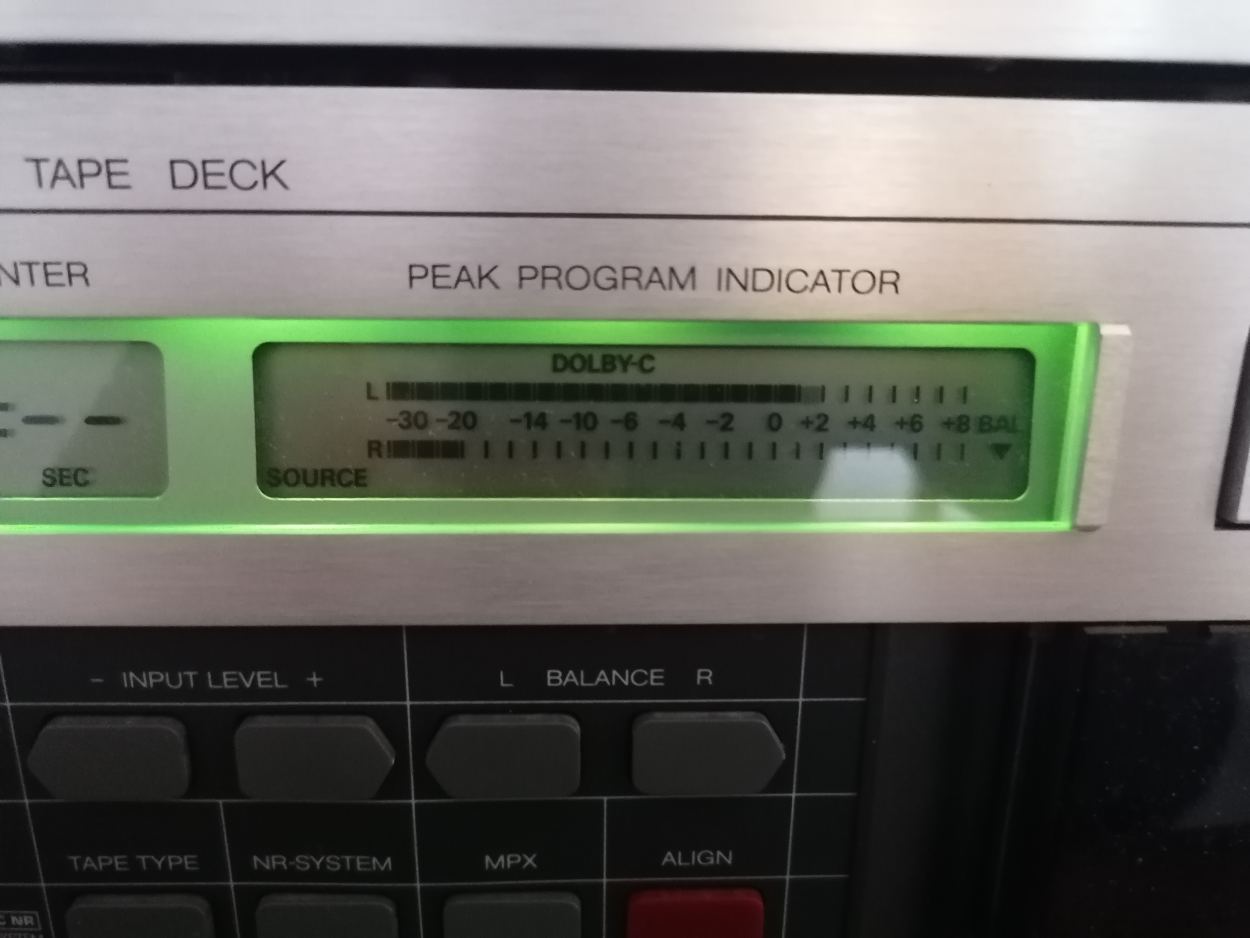 TAPE DECK
NTER
PEAK PROGRAM INDICATOR
DOLBY-C
L
-30 -20 -14 -10 -6 -4 -2 0 +2 +4 +6 +8 BAL
R
SEC
SOURCE
- INPUT LEVEL +
L BALANCE R
TAPE TYPE
NR-SYSTEM
MPX
ALIGN
C NR